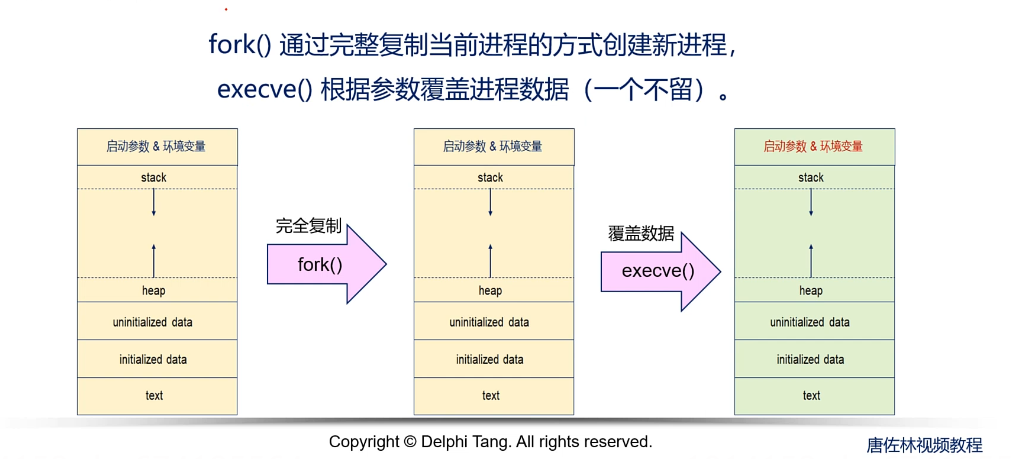 fork() 通过完整复制当前进程的方式创建新进程，
execve() 根据参数覆盖进程数据（一个不留）。
启动参数 & 环境变量
stack
heap
uninitialized data
initialized data
text
完全复制
fork()
启动参数 & 环境变量
stack
heap
uninitialized data
initialized data
text
覆盖数据
execve()
启动参数 & 环境变量
stack
heap
uninitialized data
initialized data
text
Copyright © Delphi Tang. All rights reserved.
唐佐林视频教程